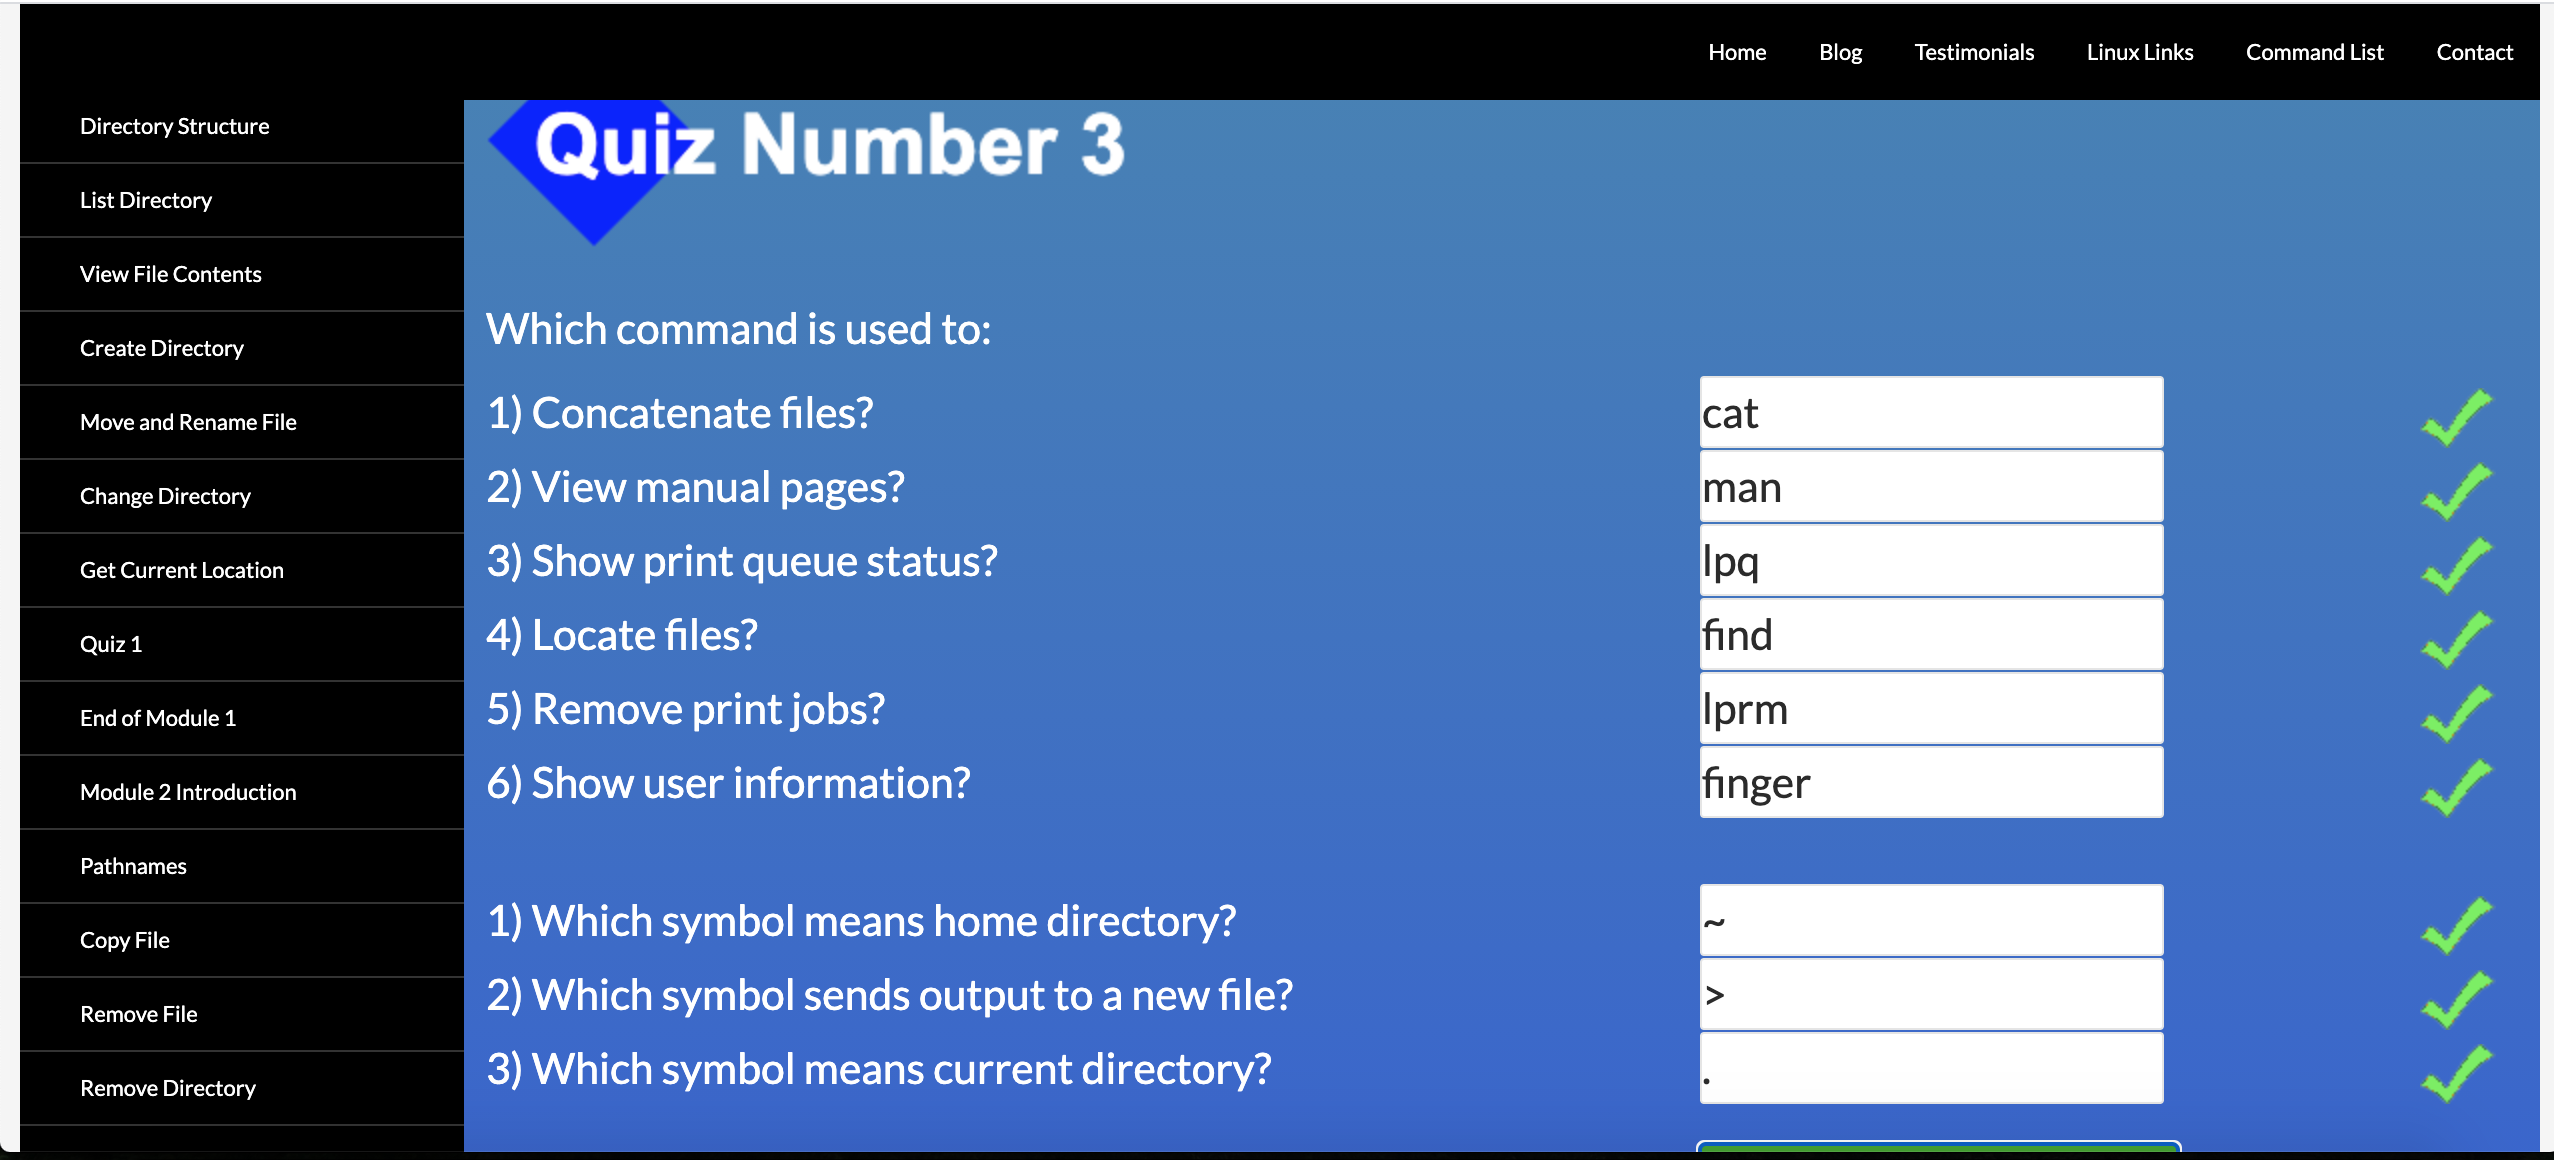 Home Blog Testimonials Linux Links Command List Contact
Directory Structure
List Directory
View File Contents
Create Directory
Move and Rename File
Change Directory
Get Current Location
Quiz 1
End of Module 1
Module 2 Introduction
Pathnames
Copy File
Remove File
Remove Directory
Quiz Number 3
Which command is used to:
1) Concatenate files? cat
2) View manual pages? man
3) Show print queue status? lpq
4) Locate files? find
5) Remove print jobs? lprm
6) Show user information? finger
1) Which symbol means home directory? ~
2) Which symbol sends output to a new file? >
3) Which symbol means current directory? .